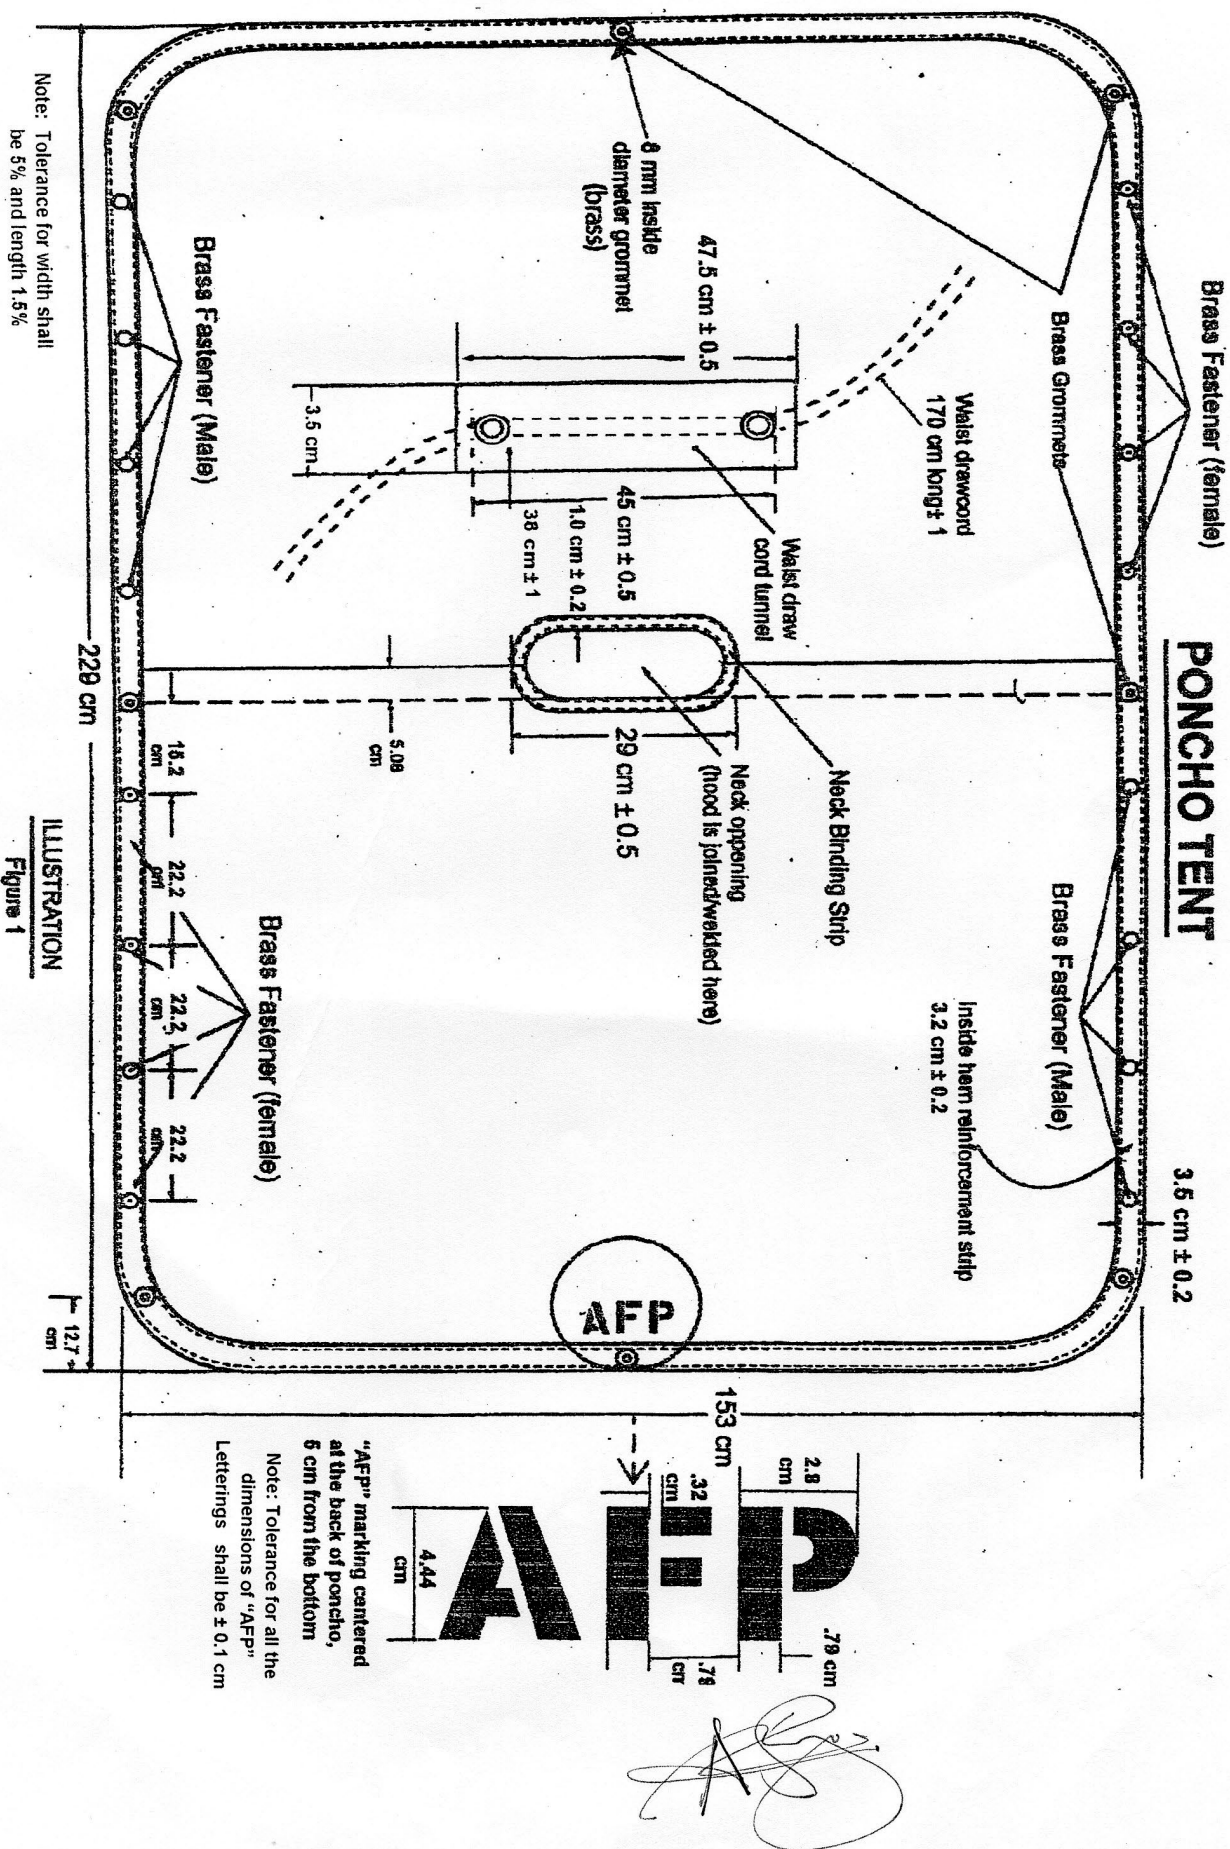 PONCHO TENT
Brass Fastener (female)
3.5 cm ± 0.2
Brass Grommets
Brass Fastener (Male)
Inside hem reinforcement strip
3.2 cm ± 0.2
Waist drawcord
170 cm long± 1
Waist draw
cord tunnel
Neck Binding Strip
Neck oppening
(hood is joined/welded here)
47.5 cm ± 0.5
8 mm inside
diameter grommet
(brass)
45 cm ± 0.5
1.0 cm ± 0.2
38 cm ± 1
29 cm ± 0.5
3.5 cm
5.08
cm
AFP
153 cm
Brass Fastener (Male)
Brass Fastener (female)
15.2
cm
22.2
cm
22.2
cm
22.2
cm
229 cm
12.7
cm
Note: Tolerance for width shall
be 5% and length 1.5%
ILLUSTRATION
Figure 1
2.8
cm
.79 cm
.32
cm
.78
cm
AFP
4.44
cm
"AFP" marking centered
at the back of poncho,
5 cm from the bottom
Note: Tolerance for all the
dimensions of "AFP"
Letterings shall be ± 0.1 cm